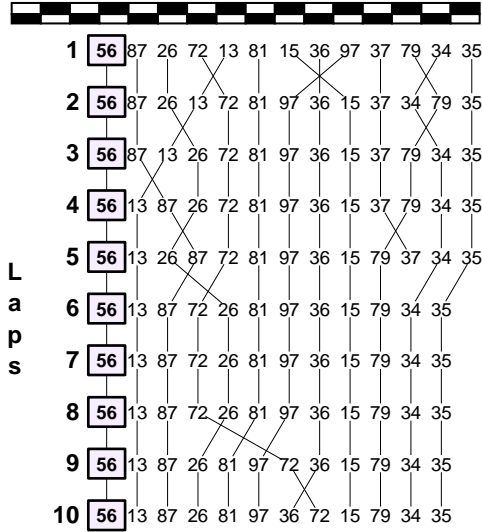 1 56 87 26 72 13 81 15 36 97 37 79 34 35
2 56 87 26 13 72 81 97 36 15 37 34 79 35
3 56 87 13 26 72 81 97 36 15 37 79 34 35
4 56 13 87 26 72 81 97 36 15 37 79 34 35
5 56 13 26 87 72 81 97 36 15 79 37 34 35
6 56 13 87 72 26 81 97 36 15 79 34 35
7 56 13 87 72 26 81 97 36 15 79 34 35
8 56 13 87 72 26 81 97 36 15 79 34 35
9 56 13 87 26 81 97 72 36 15 79 34 35
10 56 13 87 26 81 97 36 72 15 79 34 35
Laps